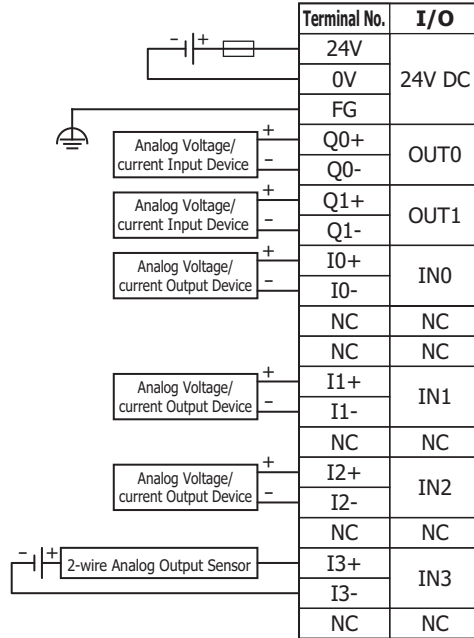 Terminal No. I/O
- + 24V
0V 24V DC
FG
Analog Voltage/
current Input Device
+ Q0+
- Q0-
OUT0
Analog Voltage/
current Input Device
+ Q1+
- Q1-
OUT1
Analog Voltage/
current Output Device
+ I0+
- I0-
IN0
NC NC
NC NC
Analog Voltage/
current Output Device
+ I1+
- I1-
IN1
NC NC
Analog Voltage/
current Output Device
+ I2+
- I2-
IN2
NC NC
- + 2-wire Analog Output Sensor I3+
I3-
IN3
NC NC